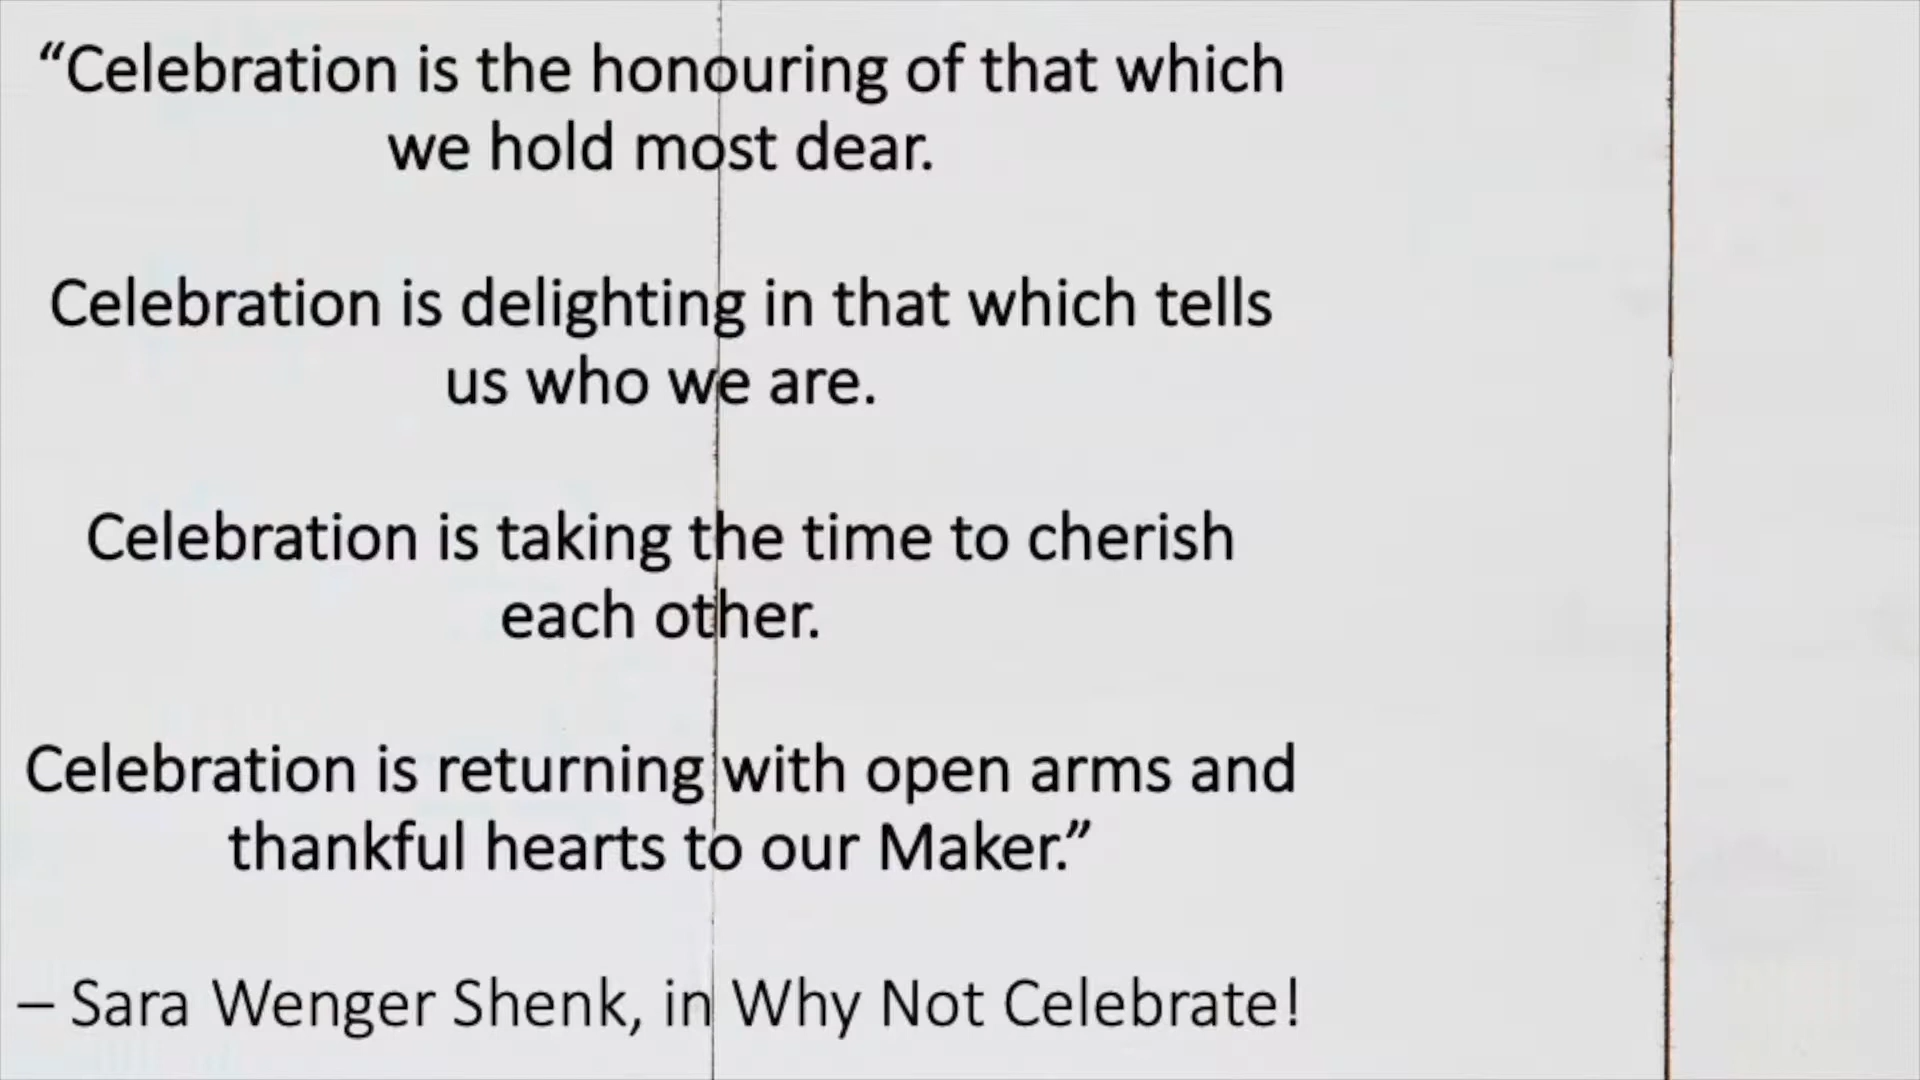 “Celebration is the honouring of that which
we hold most dear.
Celebration is delighting in that which tells
us who we are.
Celebration is taking the time to cherish
each other.
Celebration is returning with open arms and
thankful hearts to our Maker.”
– Sara Wenger Shenk, in Why Not Celebrate!